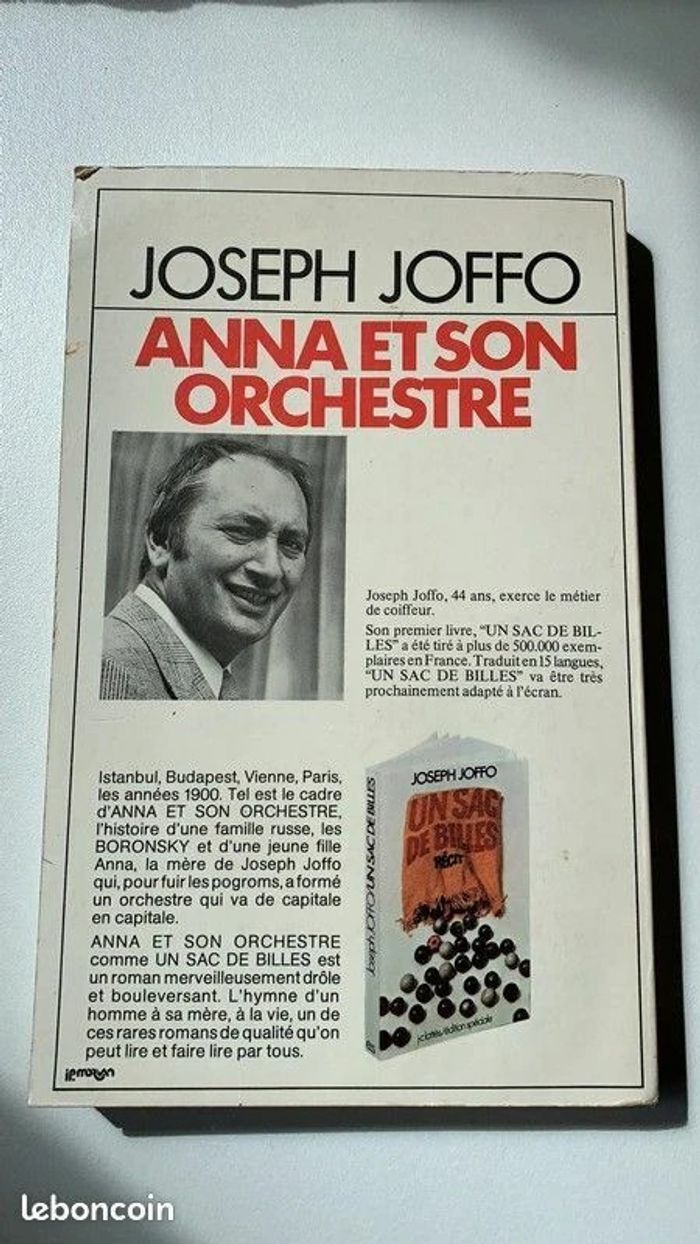 JOSEPH JOFFO
ANNA ET SON
ORCHESTRE
Joseph Joffo, 44 ans, exerce le métier
de coiffeur.
Son premier livre, "UN SAC DE BIL-
LES" a été tiré à plus de 500.000 exem-
plaires en France. Traduit en 15 langues,
"UN SAC DE BILLES" va être très
prochainement adapté à l'écran.
Istanbul, Budapest, Vienne, Paris,
les années 1900. Tel est le cadre
d'ANNA ET SON ORCHESTRE,
l'histoire d'une famille russe, les
BORONSKY et d'une jeune fille
Anna, la mère de Joseph Joffo
qui, pour fuir les pogroms, a formé
un orchestre qui va de capitale
en capitale.
ANNA ET SON ORCHESTRE
comme UN SAC DE BILLES est
un roman merveilleusement drôle
et bouleversant. L'hymne d'un
homme à sa mère, à la vie, un de
ces rares romans de qualité qu'on
peut lire et faire lire par tous.
JOSEPH JOFFO
UN SAC
DE BILLES
RÉCIT
Joseph JOFFO/UN SAC DE BILLES
j-c lattès/édition spéciale
leboncoin